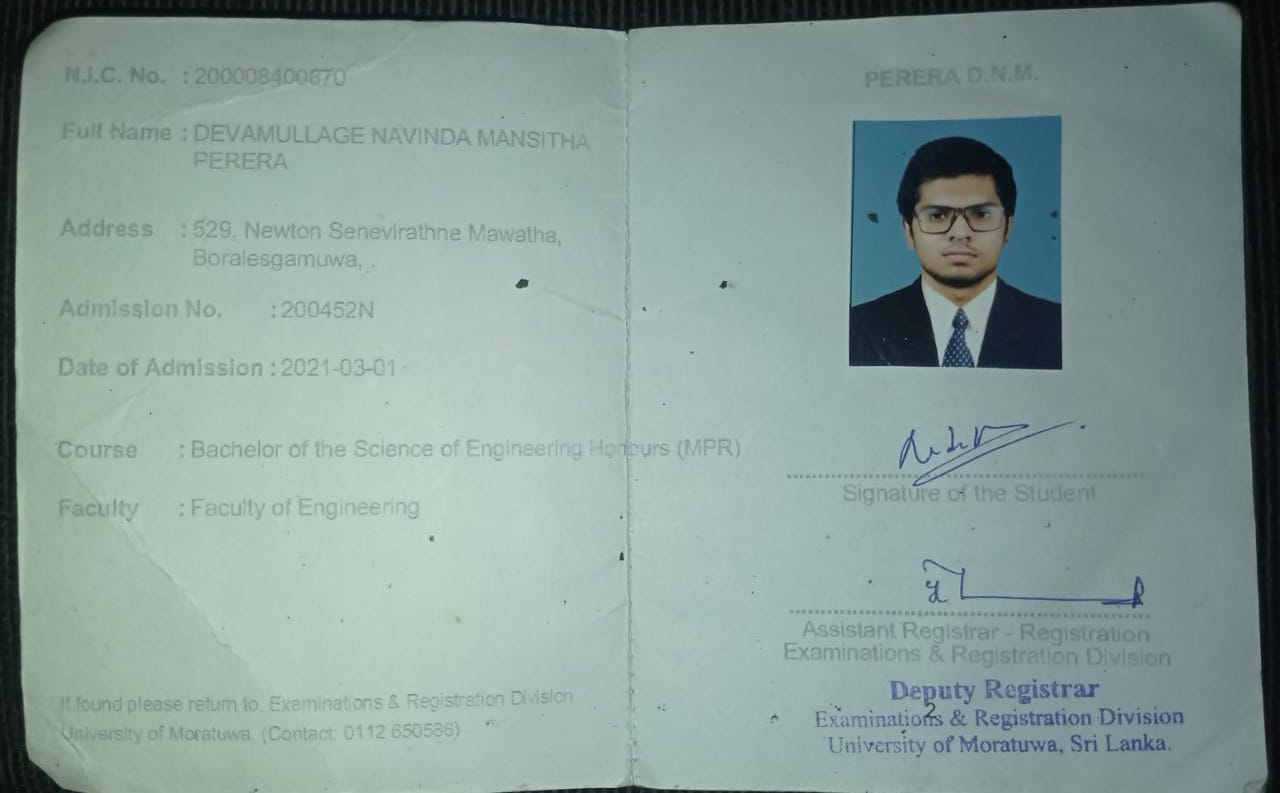 N.I.C. No. : 200008400870
Full Name : DEVAMULLAGE NAVINDA MANSITHA
PERERA
Address : 529, Newton Senevirathne Mawatha,
Boralesgamuwa,
Admission No. : 200452N
Date of Admission : 2021-03-01
Course : Bachelor of the Science of Engineering Honours (MPR)
Faculty : Faculty of Engineering
If found please return to, Examinations & Registration Division
University of Moratuwa. (Contact: 0112 650586)
PERERA D.N.M.
Signature of the Student
Assistant Registrar - Registration
Examinations & Registration Division
Deputy Registrar
2
Examinations & Registration Division
University of Moratuwa, Sri Lanka.